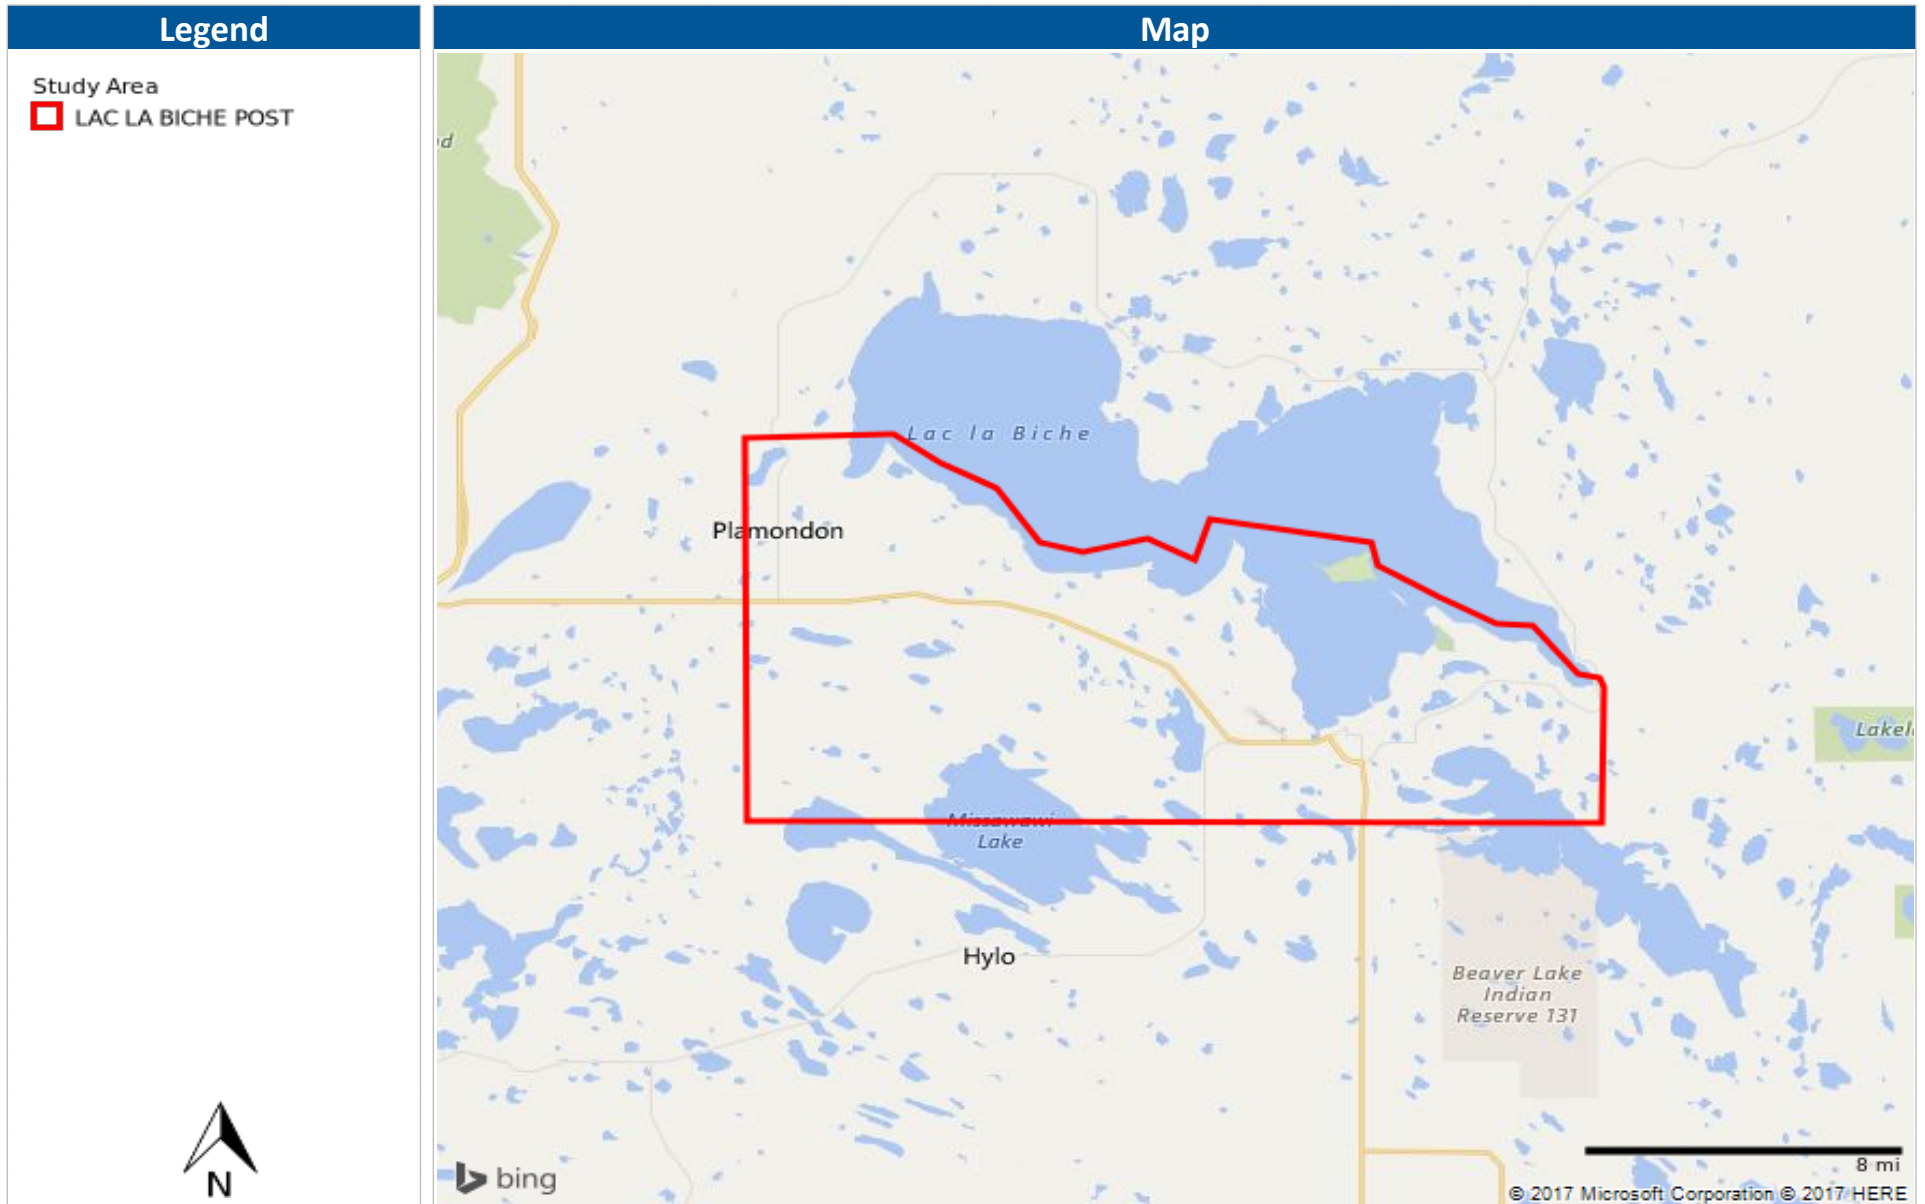 Legend
Map
Study Area
LAC LA BICHE POST
Lac la Biche
Plamondon
Missawawi
Lake
Hylo
Beaver Lake
Indian
Reserve 131
N
bing
8 mi
© 2017 Microsoft Corporation © 2017 HERE